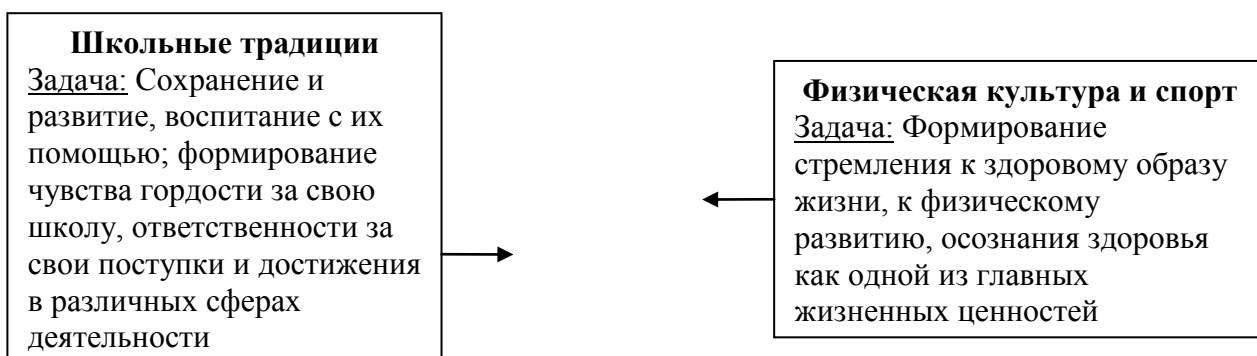 Школьные традиции
Задача: Сохранение и
развитие, воспитание с их
помощью; формирование
чувства гордости за свою
школу, ответственности за
свои поступки и достижения
в различных сферах
деятельности
Физическая культура и спорт
Задача: Формирование
стремления к здоровому образу
жизни, к физическому
развитию, осознания здоровья
как одной из главных
жизненных ценностей